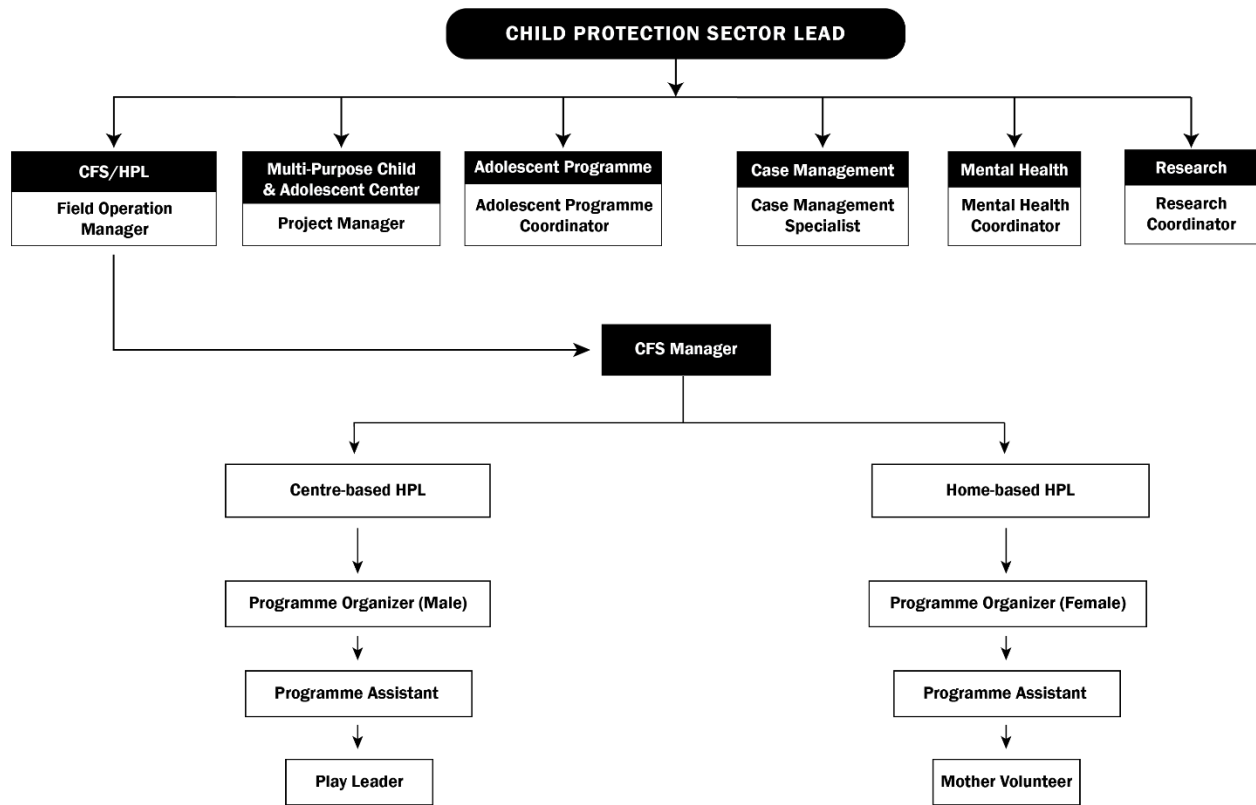 CHILD PROTECTION SECTOR LEAD
CFS/HPL
Field Operation
Manager
Multi-Purpose Child
& Adolescent Center
Project Manager
Adolescent Programme
Adolescent Programme
Coordinator
Case Management
Case Management
Specialist
Mental Health
Mental Health
Coordinator
Research
Research
Coordinator
CFS Manager
Centre-based HPL
Home-based HPL
Programme Organizer (Male)
Programme Organizer (Female)
Programme Assistant
Programme Assistant
Play Leader
Mother Volunteer